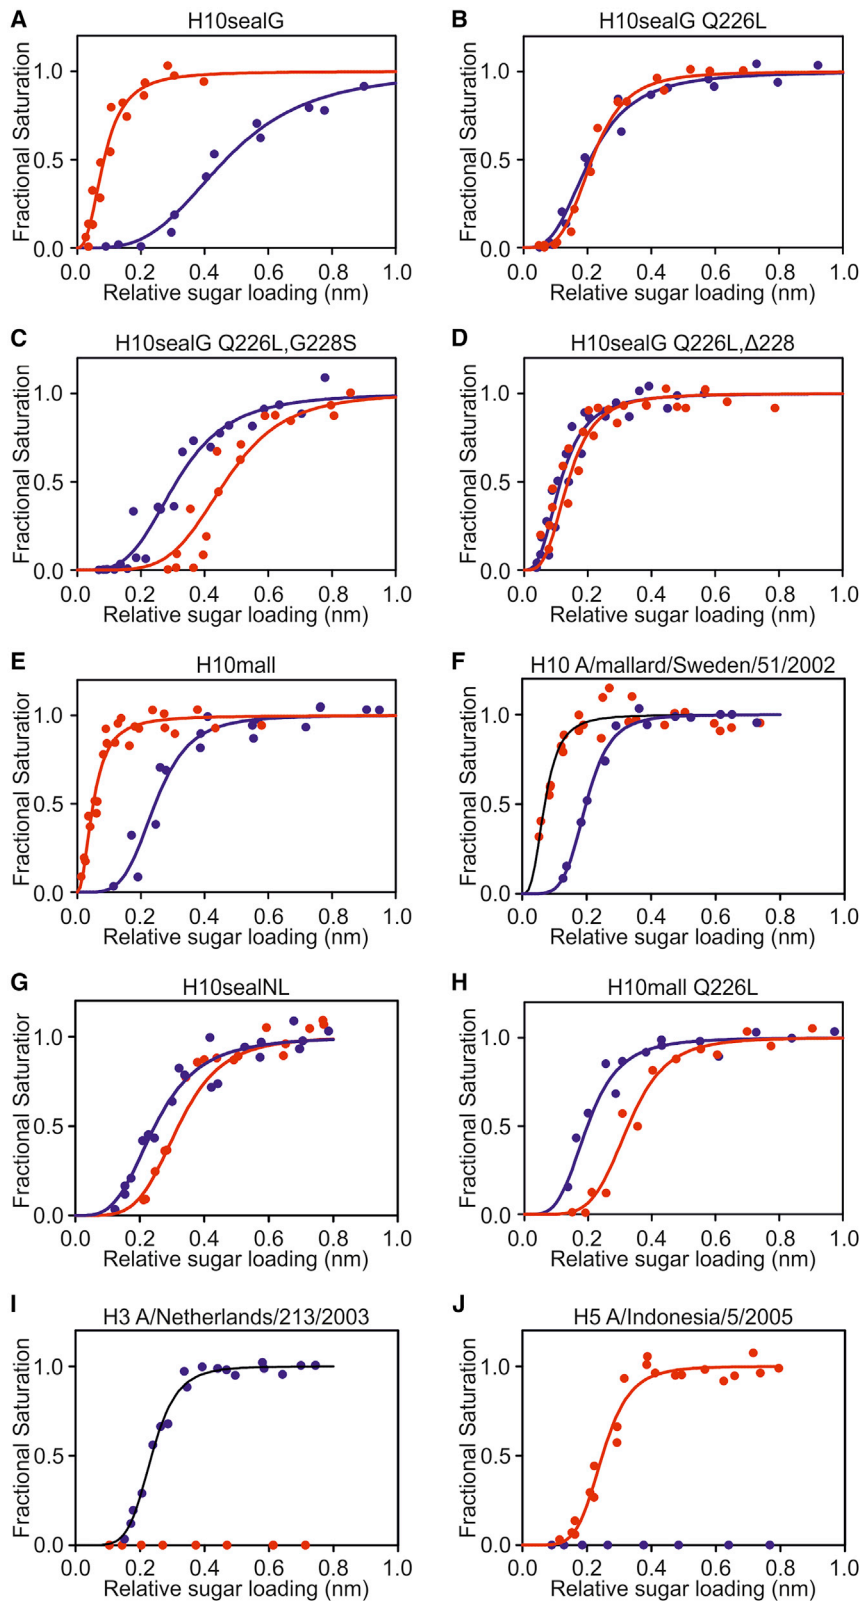 A H10sealG
Fractional Saturation
1.0
0.5
0.0
0.0 0.2 0.4 0.6 0.8 1.0
Relative sugar loading (nm)
B H10sealG Q226L
Fractional Saturation
1.0
0.5
0.0
0.0 0.2 0.4 0.6 0.8 1.0
Relative sugar loading (nm)
C H10sealG Q226L,G228S
Fractional Saturation
1.0
0.5
0.0
0.0 0.2 0.4 0.6 0.8 1.0
Relative sugar loading (nm)
D H10sealG Q226L,Δ228
Fractional Saturation
1.0
0.5
0.0
0.0 0.2 0.4 0.6 0.8 1.0
Relative sugar loading (nm)
E H10mall
Fractional Saturatior
1.0
0.5
0.0
0.0 0.2 0.4 0.6 0.8 1.0
Relative sugar loading (nm)
F H10 A/mallard/Sweden/51/2002
Fractional Saturation
1.0
0.5
0.0
0.0 0.2 0.4 0.6 0.8 1.0
Relative sugar loading (nm)
G H10sealNL
Fractional Saturatior
1.0
0.5
0.0
0.0 0.2 0.4 0.6 0.8 1.0
Relative sugar loading (nm)
H H10mall Q226L
Fractional Saturation
1.0
0.5
0.0
0.0 0.2 0.4 0.6 0.8 1.0
Relative sugar loading (nm)
I H3 A/Netherlands/213/2003
Fractional Saturation
1.0
0.5
0.0
0.0 0.2 0.4 0.6 0.8 1.0
Relative sugar loading (nm)
J H5 A/Indonesia/5/2005
Fractional Saturation
1.0
0.5
0.0
0.0 0.2 0.4 0.6 0.8 1.0
Relative sugar loading (nm)